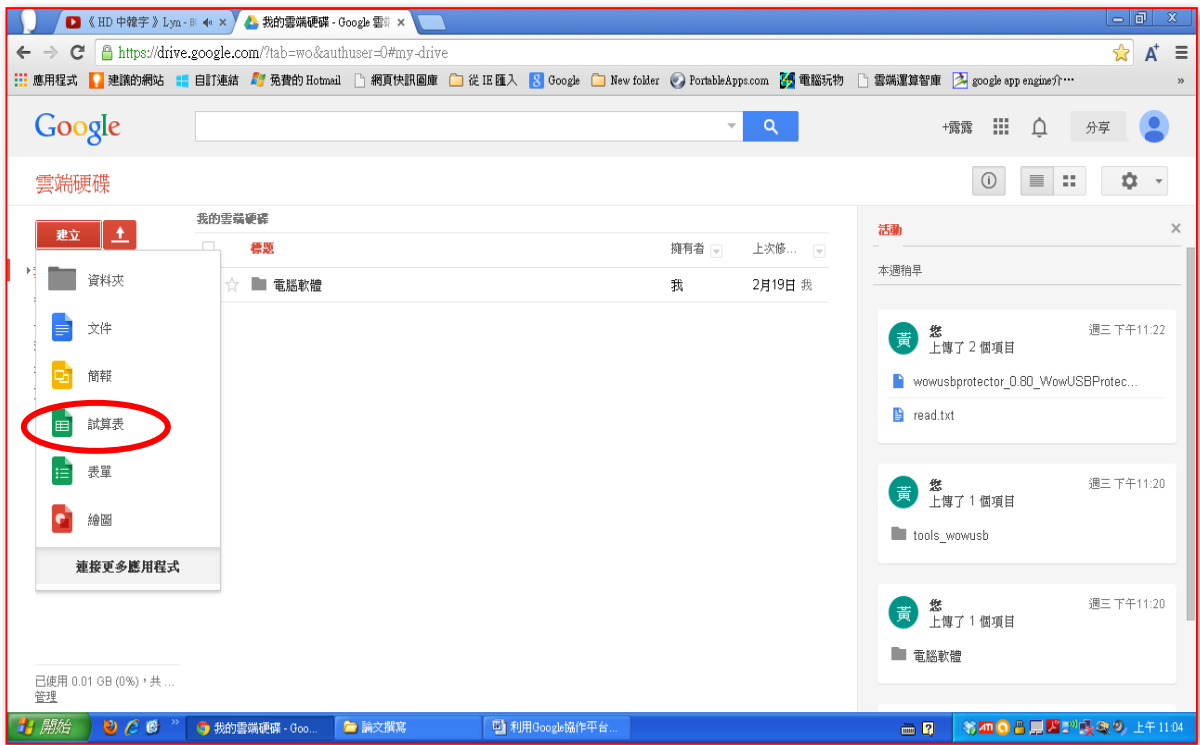 《 HD 中韓字 》Lyn - B
我的雲端硬碟 - Google 雲端
https://drive.google.com/?tab=wo&authuser=0#my-drive
應用程式 建議的網站 自訂連結 免費的 Hotmail 網頁快訊圖庫 從 IE 匯入 Google New folder PortableApps.com 電腦玩物 雲端運算智庫 google app engine介⋯ »
Google
+露露
分享
雲端硬碟
建立
我的雲端硬碟
標題 擁有者 上次修...
電腦軟體 我 2月19日 我
資料夾
文件
簡報
試算表
表單
繪圖
連接更多應用程式
已使用 0.01 GB (0%)，共 ...
管理
活動
本週稍早
黃 您 週三 下午11:22
上傳了 2 個項目
wowusbprotector_0.80_WowUSBProtec...
read.txt
黃 您 週三 下午11:20
上傳了 1 個項目
tools_wowusb
黃 您 週三 下午11:20
上傳了 1 個項目
電腦軟體
開始 » 我的雲端硬碟 - Goo... 論文撰寫 利用Google協作平台... 上午 11:04